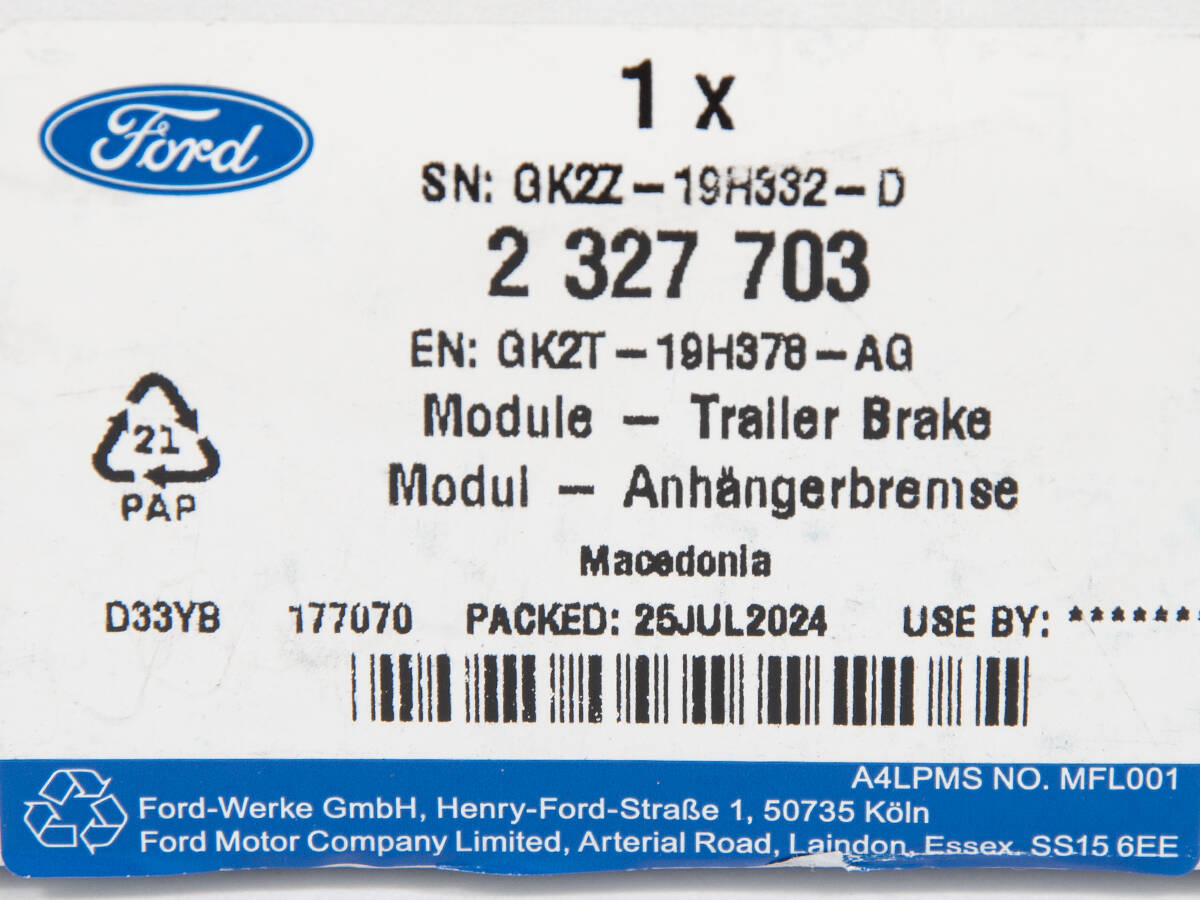 Ford
1 x
SN: GK2Z-19H332-D
2 327 703
EN: GK2T-19H378-AG
Module - Trailer Brake
Modul - Anhängerbremse
21
PAP
Macedonia
D33YB 177070 PACKED: 25JUL2024 USE BY: *******
A4LPMS NO. MFL001
Ford-Werke GmbH, Henry-Ford-Straße 1, 50735 Köln
Ford Motor Company Limited, Arterial Road, Laindon, Essex. SS15 6EE